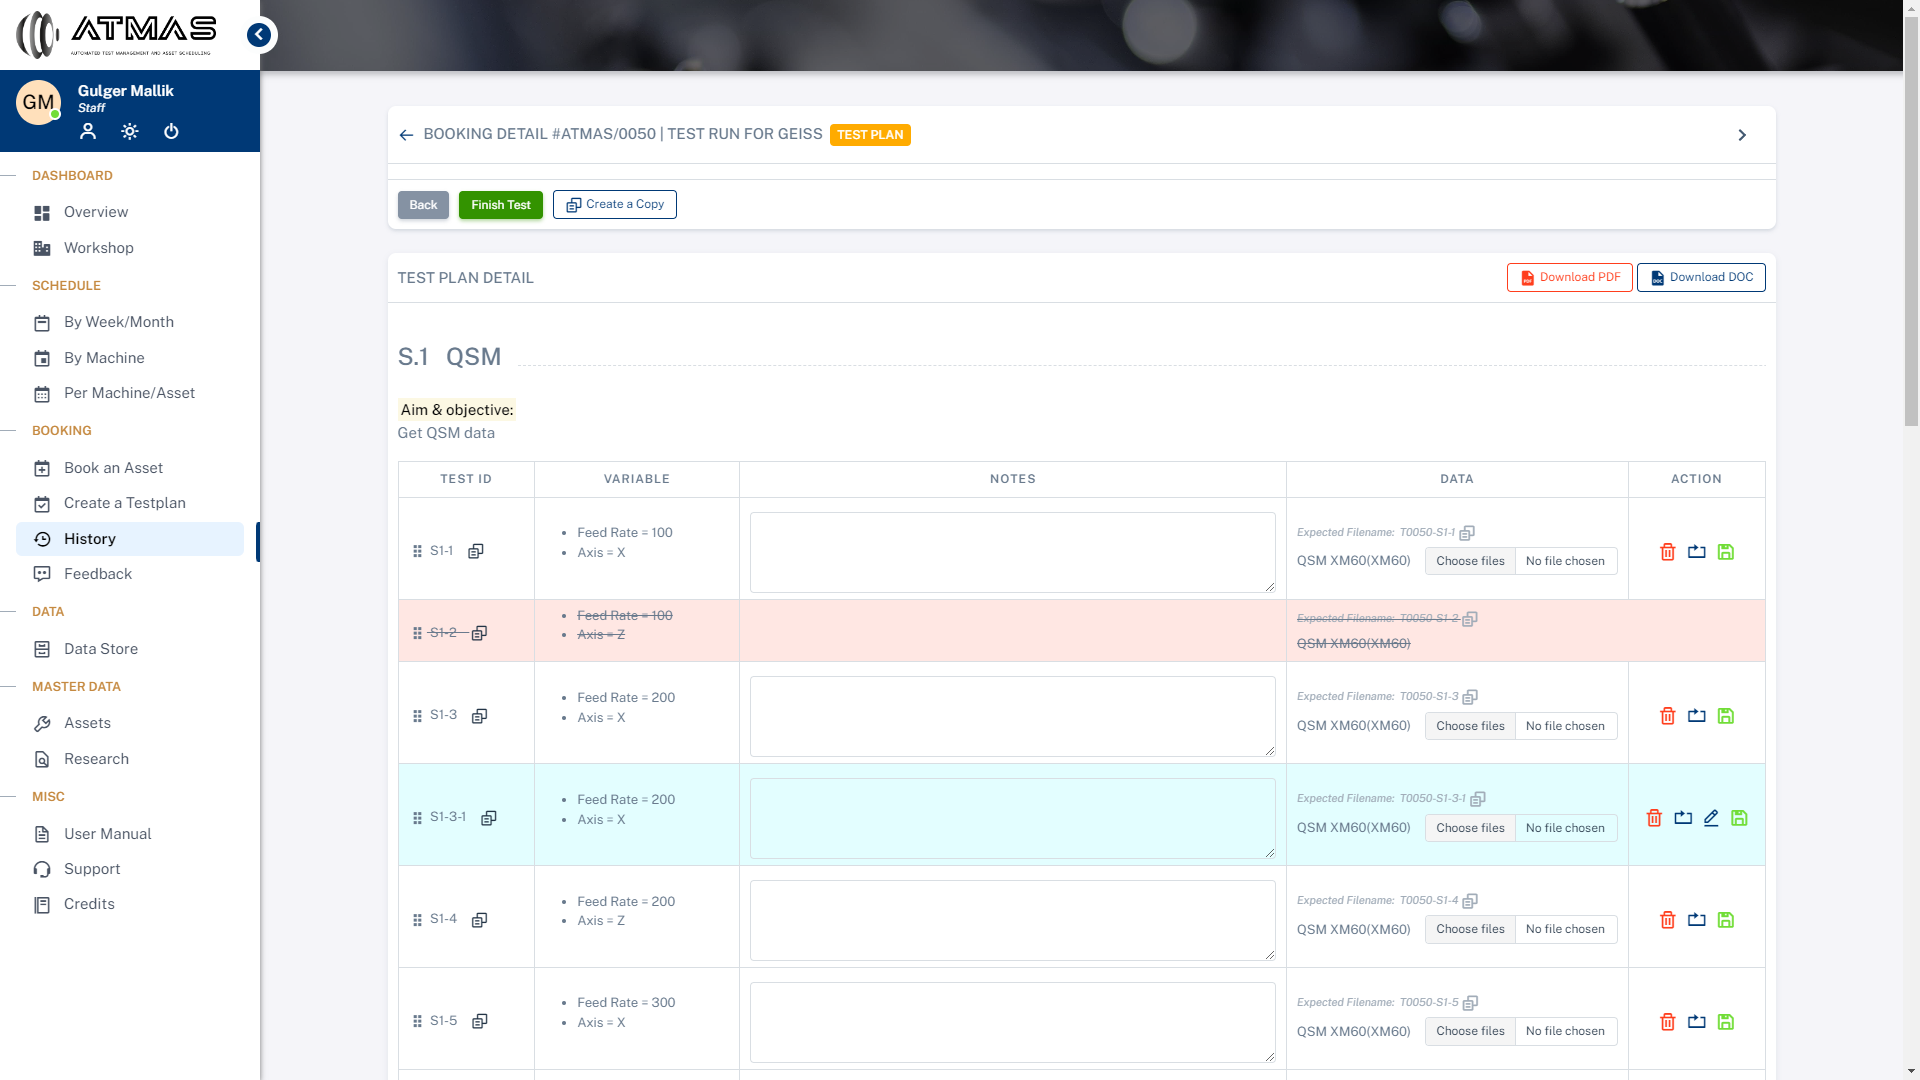 ATMAS
AUTOMATED TEST MANAGEMENT AND ASSET SCHEDULING
GM
Gulger Mallik
Staff
DASHBOARD
Overview
Workshop
SCHEDULE
By Week/Month
By Machine
Per Machine/Asset
BOOKING
Book an Asset
Create a Testplan
History
Feedback
DATA
Data Store
MASTER DATA
Assets
Research
MISC
User Manual
Support
Credits
BOOKING DETAIL #ATMAS/0050 | TEST RUN FOR GEISS TEST PLAN
Back Finish Test Create a Copy
TEST PLAN DETAIL Download PDF Download DOC
S.1 QSM
Aim & objective:
Get QSM data
TEST ID VARIABLE NOTES DATA ACTION
S1-1
Feed Rate = 100
Axis = X
Expected Filename: T0050-S1-1
QSM XM60(XM60) Choose files No file chosen
S1-2
Feed Rate = 100
Axis = Z
Expected Filename: T0050-S1-2
QSM XM60(XM60)
S1-3
Feed Rate = 200
Axis = X
Expected Filename: T0050-S1-3
QSM XM60(XM60) Choose files No file chosen
S1-3-1
Feed Rate = 200
Axis = X
Expected Filename: T0050-S1-3-1
QSM XM60(XM60) Choose files No file chosen
S1-4
Feed Rate = 200
Axis = Z
Expected Filename: T0050-S1-4
QSM XM60(XM60) Choose files No file chosen
S1-5
Feed Rate = 300
Axis = X
Expected Filename: T0050-S1-5
QSM XM60(XM60) Choose files No file chosen